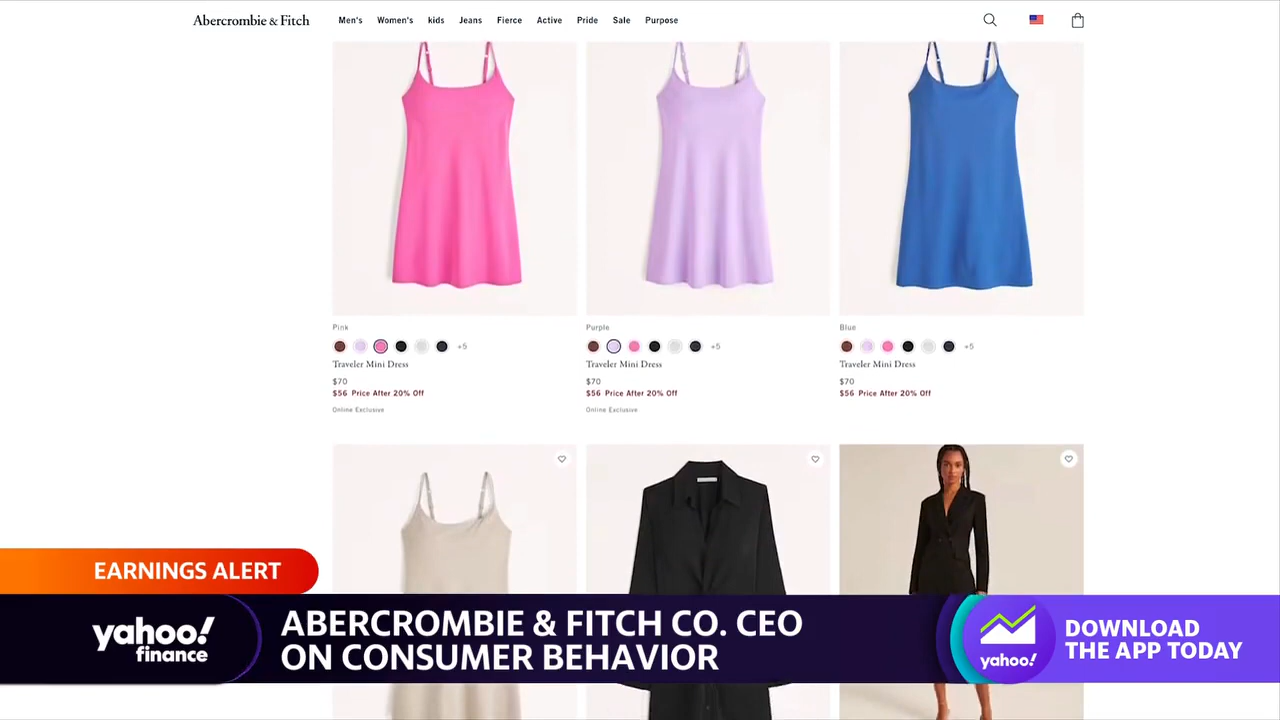 Abercrombie & Fitch
Men's Women's kids Jeans Fierce Active Pride Sale Purpose
Pink
+5
Traveler Mini Dress
$70
$56 Price After 20% Off
Online Exclusive
Purple
+5
Traveler Mini Dress
$70
$56 Price After 20% Off
Online Exclusive
Blue
+5
Traveler Mini Dress
$70
$56 Price After 20% Off
EARNINGS ALERT
yahoo!
finance
ABERCROMBIE & FITCH CO. CEO
ON CONSUMER BEHAVIOR
yahoo!
DOWNLOAD
THE APP TODAY